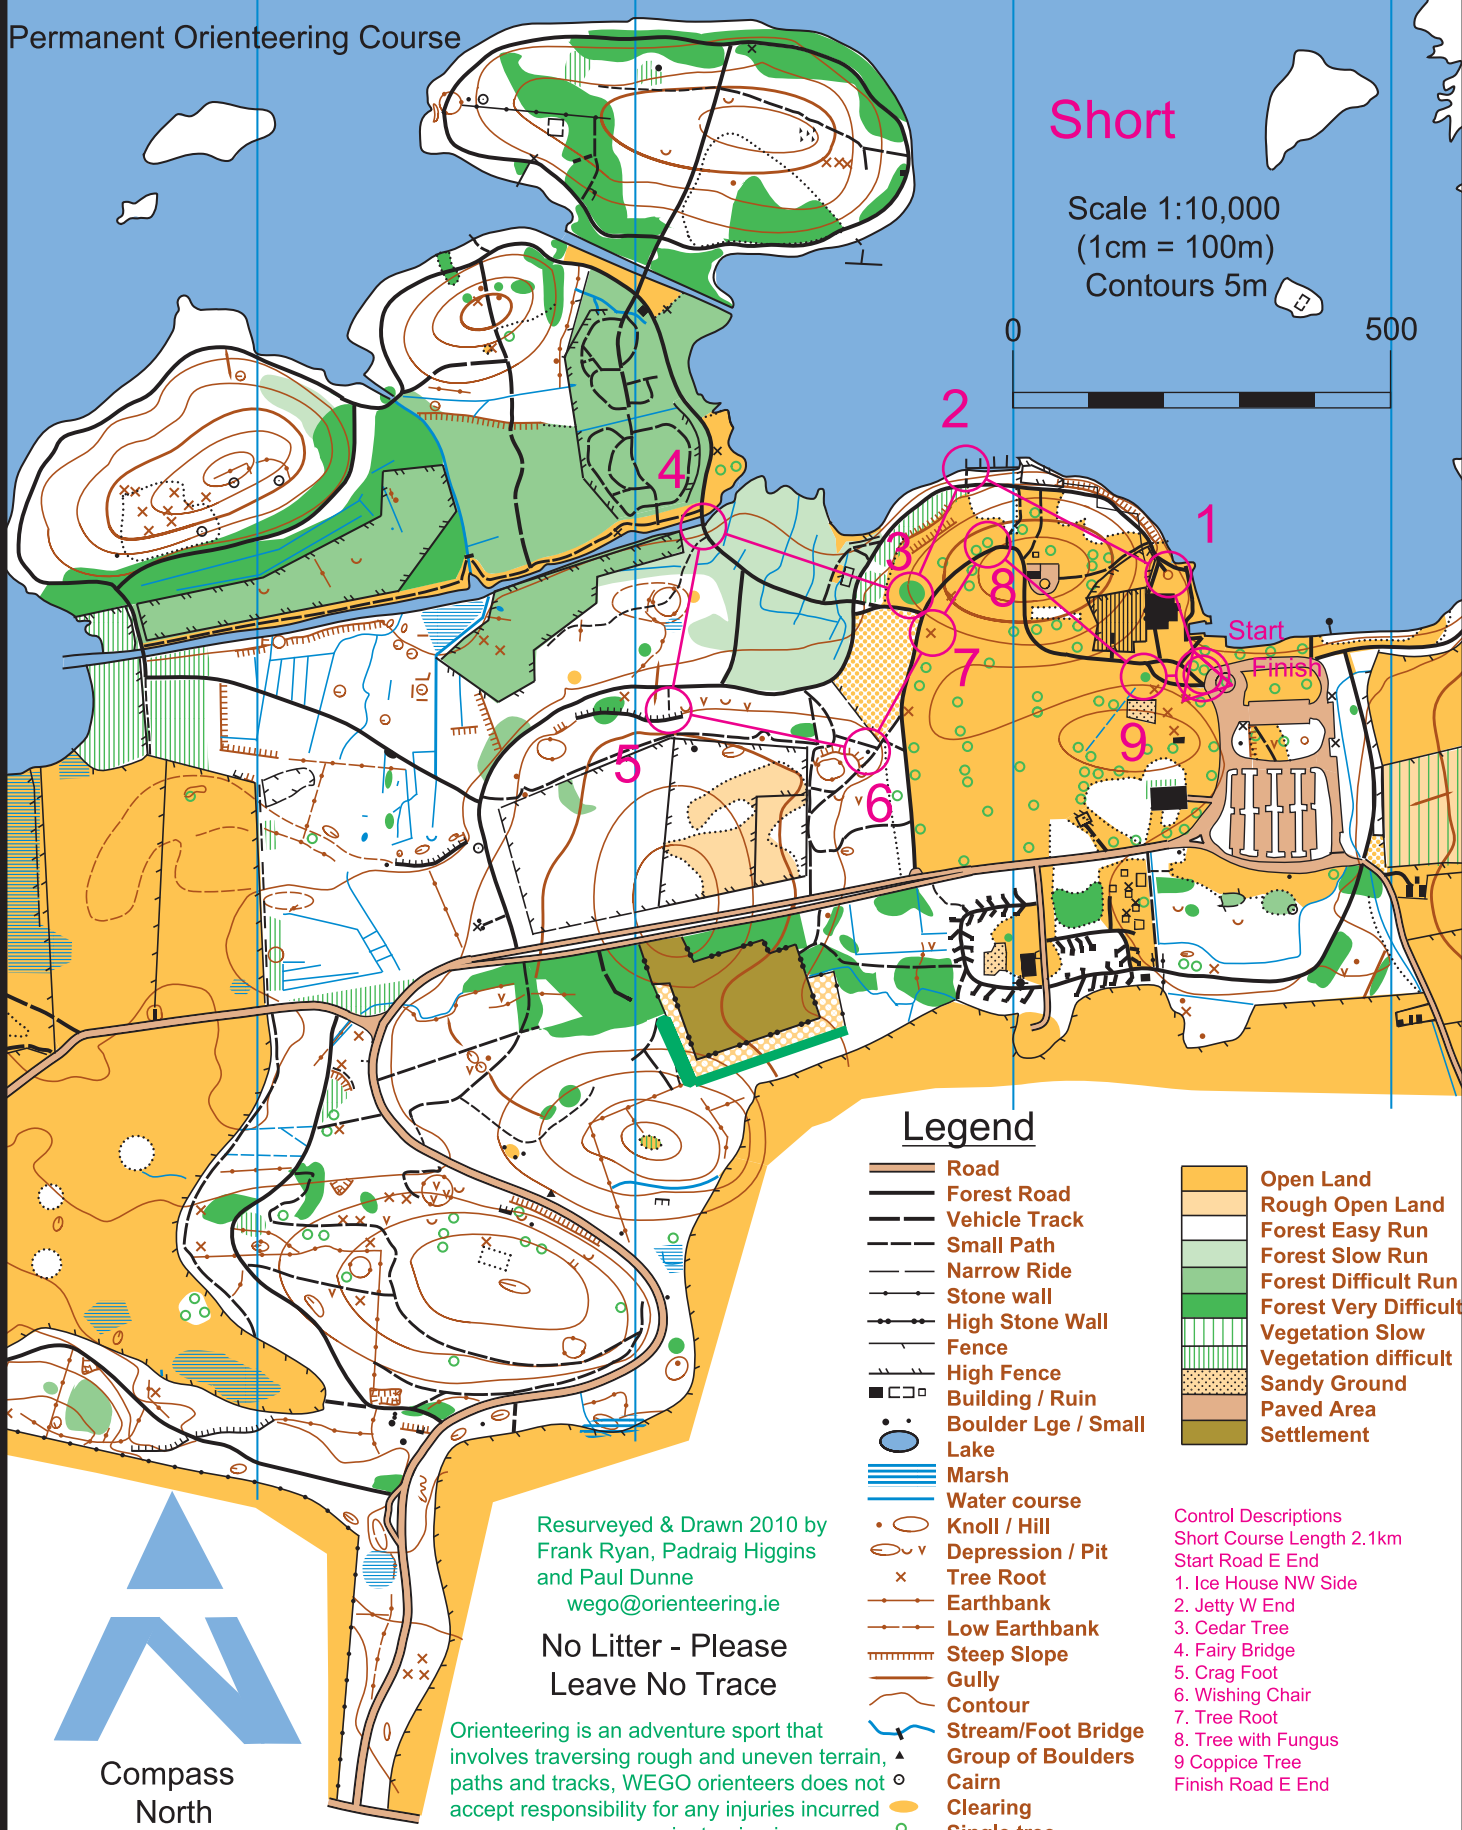 Permanent Orienteering Course
Short
Scale 1:10,000
(1cm = 100m)
Contours 5m
0
500
2
1
4
3
8
Start
Finish
7
5
9
6
Legend
Road
Forest Road
Vehicle Track
Small Path
Narrow Ride
Stone wall
High Stone Wall
Fence
High Fence
Building / Ruin
Boulder Lge / Small
Lake
Marsh
Water course
Knoll / Hill
Depression / Pit
Tree Root
Earthbank
Low Earthbank
Steep Slope
Gully
Contour
Stream/Foot Bridge
Group of Boulders
Cairn
Clearing
Single tree
Open Land
Rough Open Land
Forest Easy Run
Forest Slow Run
Forest Difficult Run
Forest Very Difficult
Vegetation Slow
Vegetation difficult
Sandy Ground
Paved Area
Settlement
Control Descriptions
Short Course Length 2.1km
Start Road E End
1. Ice House NW Side
2. Jetty W End
3. Cedar Tree
4. Fairy Bridge
5. Crag Foot
6. Wishing Chair
7. Tree Root
8. Tree with Fungus
9 Coppice Tree
Finish Road E End
Resurveyed & Drawn 2010 by
Frank Ryan, Padraig Higgins
and Paul Dunne
wego@orienteering.ie
No Litter - Please
Leave No Trace
Orienteering is an adventure sport that
involves traversing rough and uneven terrain,
paths and tracks, WEGO orienteers does not
accept responsibility for any injuries incurred
Compass
North